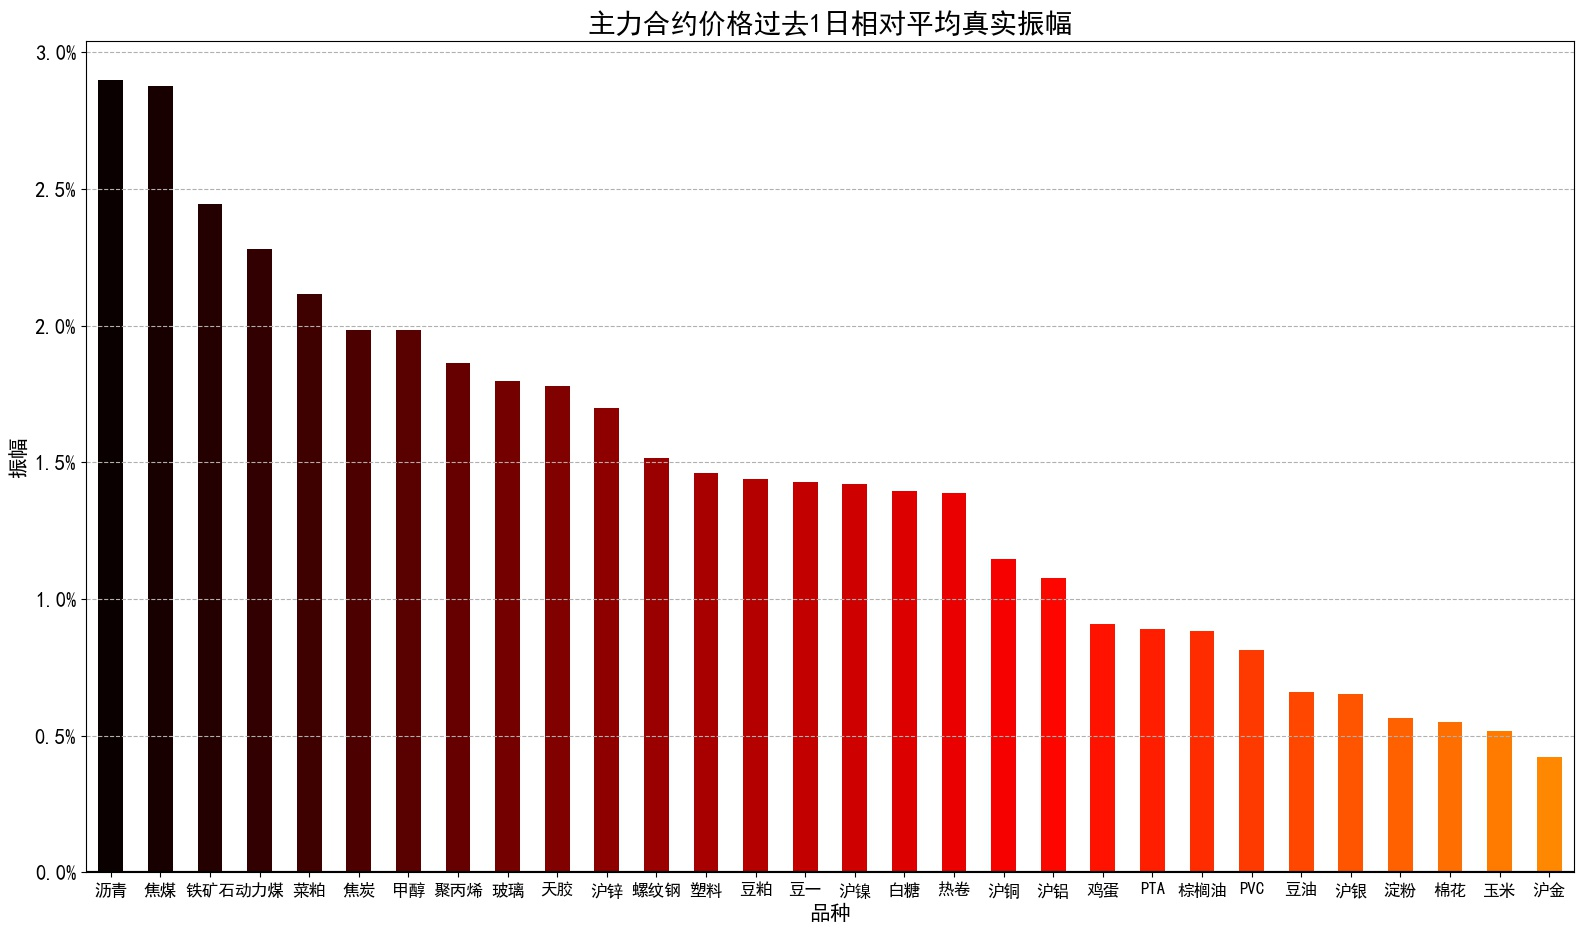 主力合约价格过去1日相对平均真实振幅
振幅
3.0%
2.5%
2.0%
1.5%
1.0%
0.5%
0.0%
沥青 焦煤 铁矿石 动力煤 菜粕 焦炭 甲醇 聚丙烯 玻璃 天胶 沪锌 螺纹钢 塑料 豆粕 豆一 沪镍 白糖 热卷 沪铜 沪铝 鸡蛋 PTA 棕榈油 PVC 豆油 沪银 淀粉 棉花 玉米 沪金
品种